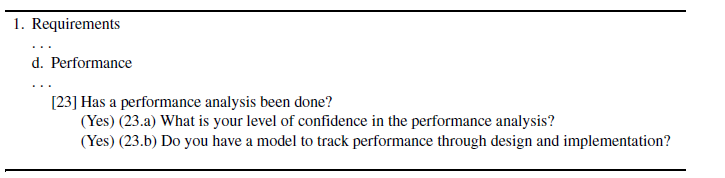 1. Requirements
. . .
d. Performance
. . .
[23] Has a performance analysis been done?
(Yes) (23.a) What is your level of confidence in the performance analysis?
(Yes) (23.b) Do you have a model to track performance through design and implementation?